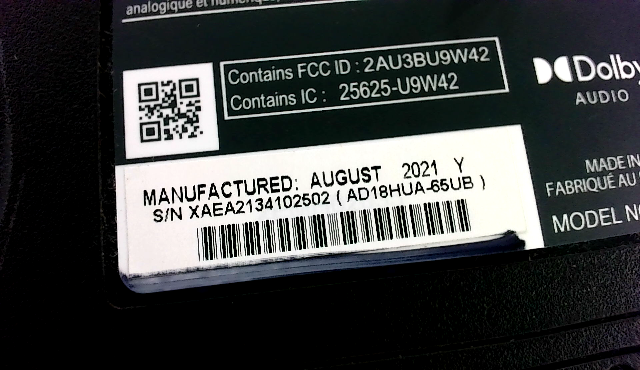 analogique et numérique,
Contains FCC ID : 2AU3BU9W42
Contains IC : 25625-U9W42
Dolby
AUDIO
MANUFACTURED: AUGUST 2021 Y
S/N XAEA2134102502 ( AD18HUA-65UB )
MADE IN
FABRIQUÉ AU
MODEL